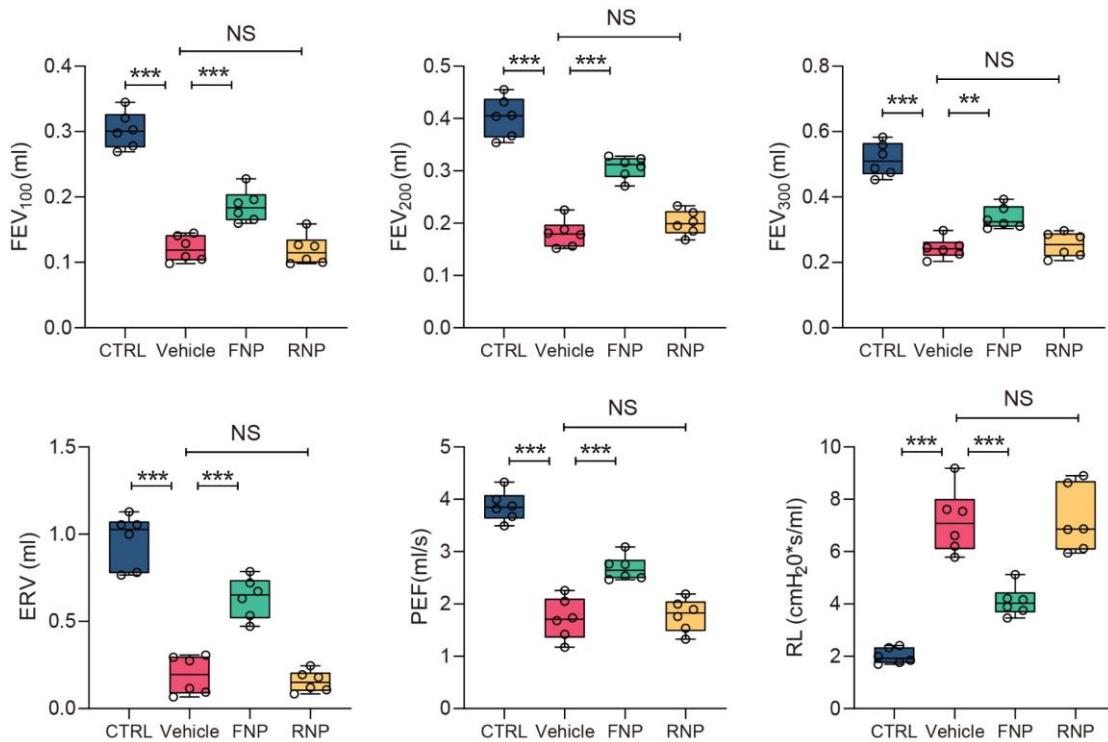 NS
*** ***
FEV100 (ml)
0.4
0.3
0.2
0.1
0.0
CTRL Vehicle FNP RNP
NS
*** ***
FEV200 (ml)
0.5
0.4
0.3
0.2
0.1
0.0
CTRL Vehicle FNP RNP
NS
*** **
FEV300 (ml)
0.8
0.6
0.4
0.2
0.0
CTRL Vehicle FNP RNP
NS
*** ***
ERV (ml)
1.5
1.0
0.5
0.0
CTRL Vehicle FNP RNP
NS
*** ***
PEF(ml/s)
5
4
3
2
1
0
CTRL Vehicle FNP RNP
NS
*** ***
RL (cmH20*s/ml)
10
8
6
4
2
0
CTRL Vehicle FNP RNP